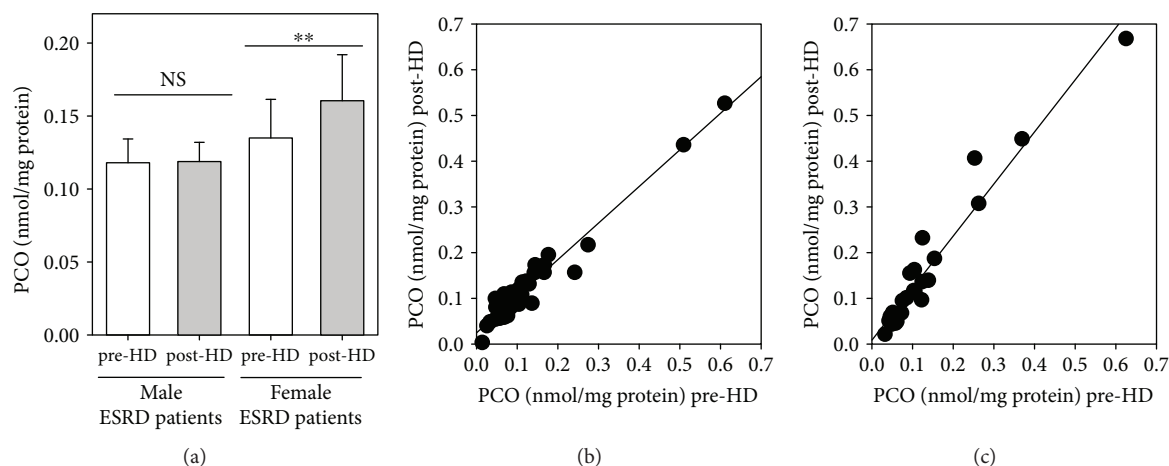 PCO (nmol/mg protein)
0.20
0.15
0.10
0.05
0.00
NS
**
pre-HD post-HD pre-HD post-HD
Male
ESRD patients
Female
ESRD patients
(a)
PCO (nmol/mg protein) post-HD
0.7
0.6
0.5
0.4
0.3
0.2
0.1
0.0
0.0 0.1 0.2 0.3 0.4 0.5 0.6 0.7
PCO (nmol/mg protein) pre-HD
(b)
PCO (nmol/mg protein) post-HD
0.7
0.6
0.5
0.4
0.3
0.2
0.1
0.0
0.0 0.1 0.2 0.3 0.4 0.5 0.6 0.7
PCO (nmol/mg protein) pre-HD
(c)